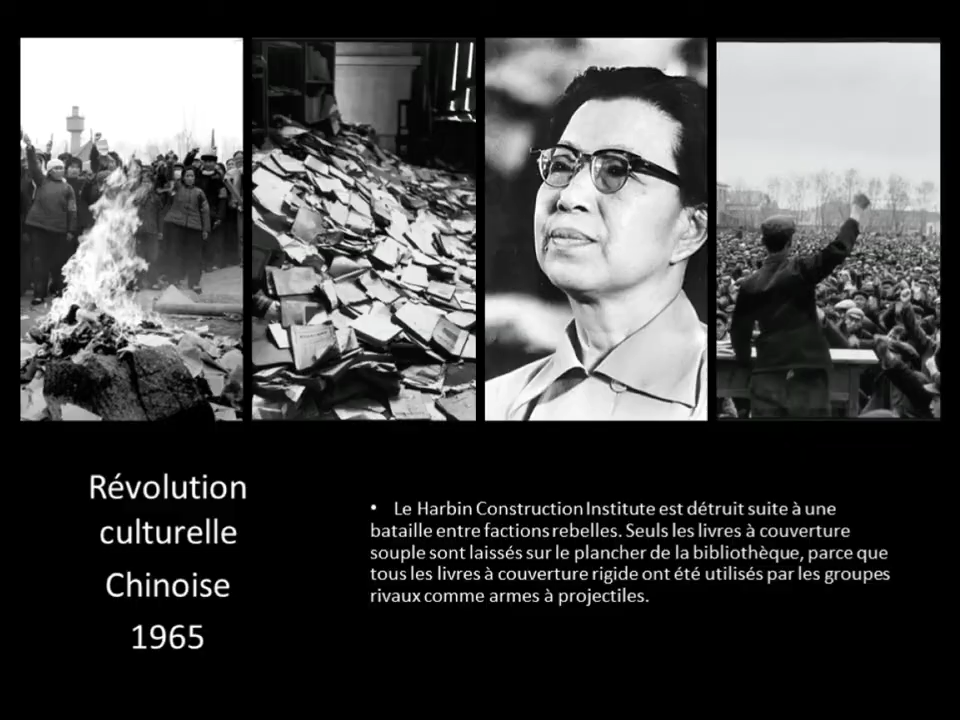 Révolution
culturelle
Chinoise
1965
• Le Harbin Construction Institute est détruit suite à une
bataille entre factions rebelles. Seuls les livres à couverture
souple sont laissés sur le plancher de la bibliothèque, parce que
tous les livres à couverture rigide ont été utilisés par les groupes
rivaux comme armes à projectiles.